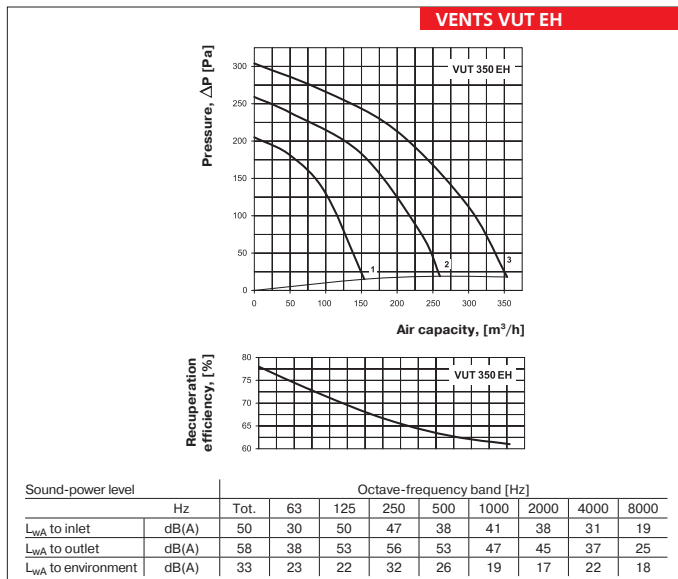 VENTS VUT EH
Pressure, ΔP [Pa]
VUT 350 EH
300
250
200
150
100
50
0
1
2
3
0 50 100 150 200 250 300 350
Air capacity, [m³/h]
Recuperation efficiency, [%]
VUT 350 EH
80
75
70
65
60
Sound-power level Octave-frequency band [Hz]
Hz Tot. 63 125 250 500 1000 2000 4000 8000
LwA to inlet dB(A) 50 30 50 47 38 41 38 31 19
LwA to outlet dB(A) 58 38 53 56 53 47 45 37 25
LwA to environment dB(A) 33 23 22 32 26 19 17 22 18